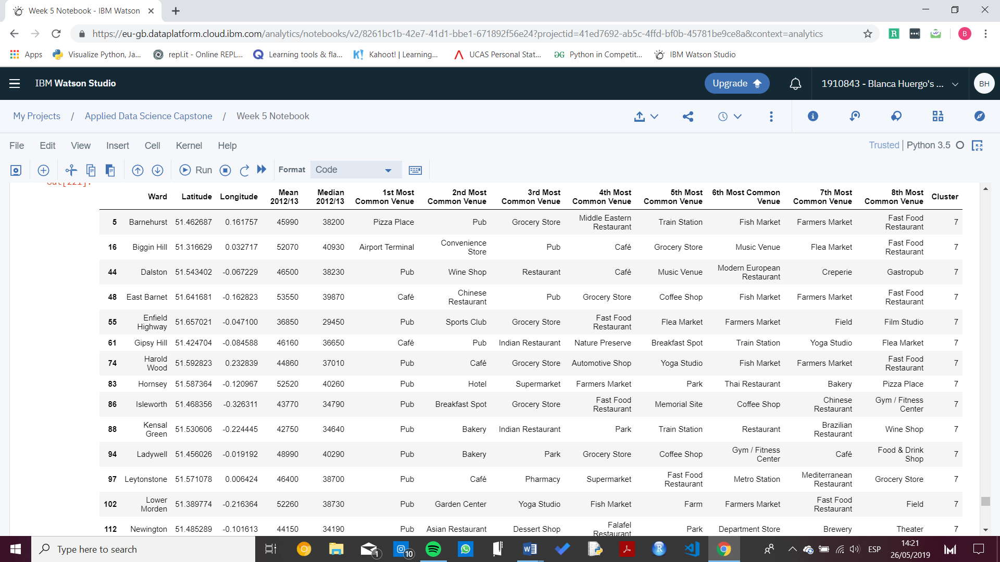 Week 5 Notebook - IBM Watson
https://eu-gb.dataplatform.cloud.ibm.com/analytics/notebooks/v2/8261bc1b-42e7-41d1-bbe1-671892f56e24?projectid=41ed7692-ab5c-4ffd-bf0b-45781be9ce8a&context=analytics
R B
Apps Visualize Python, Ja... repl.it - Online REPL... Learning tools & fla... K! Kahoot! | Learning... UCAS Personal Stat... Python in Competit... IBM Watson Studio
IBM Watson Studio Upgrade 1910843 - Blanca Huergo's ... BH
My Projects / Applied Data Science Capstone / Week 5 Notebook
File Edit View Insert Cell Kernel Help Trusted | Python 3.5
Run Format Code
Out[221]:
Ward Latitude Longitude Mean 2012/13 Median 2012/13 1st Most Common Venue 2nd Most Common Venue 3rd Most Common Venue 4th Most Common Venue 5th Most Common Venue 6th Most Common Venue 7th Most Common Venue 8th Most Common Venue Cluster
5 Barnehurst 51.462687 0.161757 45990 38200 Pizza Place Pub Grocery Store Middle Eastern Restaurant Train Station Fish Market Farmers Market Fast Food Restaurant 7
16 Biggin Hill 51.316629 0.032717 52070 40930 Airport Terminal Convenience Store Pub Café Grocery Store Music Venue Flea Market Fast Food Restaurant 7
44 Dalston 51.543402 -0.067229 46500 38230 Pub Wine Shop Restaurant Café Music Venue Modern European Restaurant Creperie Gastropub 7
48 East Barnet 51.641681 -0.162823 53550 39870 Café Chinese Restaurant Pub Grocery Store Coffee Shop Fish Market Farmers Market Fast Food Restaurant 7
55 Enfield Highway 51.657021 -0.047100 36850 29450 Pub Sports Club Grocery Store Fast Food Restaurant Flea Market Farmers Market Field Film Studio 7
61 Gipsy Hill 51.424704 -0.084588 46160 36650 Café Pub Indian Restaurant Nature Preserve Breakfast Spot Train Station Yoga Studio Flea Market 7
74 Harold Wood 51.592823 0.232839 44860 37010 Pub Café Grocery Store Automotive Shop Yoga Studio Fish Market Farmers Market Fast Food Restaurant 7
83 Hornsey 51.587364 -0.120967 52520 40260 Pub Hotel Supermarket Farmers Market Park Thai Restaurant Bakery Pizza Place 7
86 Isleworth 51.468356 -0.326311 43770 34790 Pub Breakfast Spot Grocery Store Fast Food Restaurant Memorial Site Coffee Shop Chinese Restaurant Gym / Fitness Center 7
88 Kensal Green 51.530606 -0.224445 42750 34640 Pub Bakery Indian Restaurant Park Train Station Restaurant Brazilian Restaurant Wine Shop 7
94 Ladywell 51.456026 -0.019192 48990 40290 Pub Bakery Park Grocery Store Coffee Shop Gym / Fitness Center Café Food & Drink Shop 7
97 Leytonstone 51.571078 0.006424 46400 38700 Pub Café Pharmacy Supermarket Fast Food Restaurant Metro Station Mediterranean Restaurant Grocery Store 7
102 Lower Morden 51.389774 -0.216364 52260 38730 Pub Garden Center Yoga Studio Fish Market Farm Farmers Market Fast Food Restaurant Field 7
112 Newington 51.485289 -0.101613 44150 34190 Pub Asian Restaurant Dessert Shop Falafel Restaurant Park Department Store Brewery Theater 7
Type here to search 1 10 W R ESP 14:21
26/05/2019